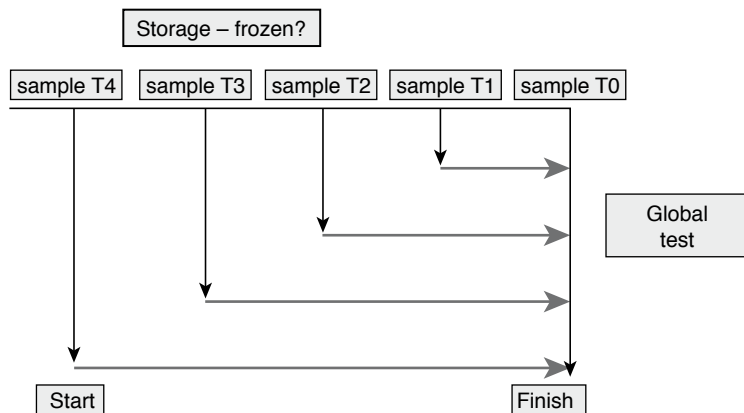 Storage – frozen?
sample T4 sample T3 sample T2 sample T1 sample T0
Global
test
Start Finish